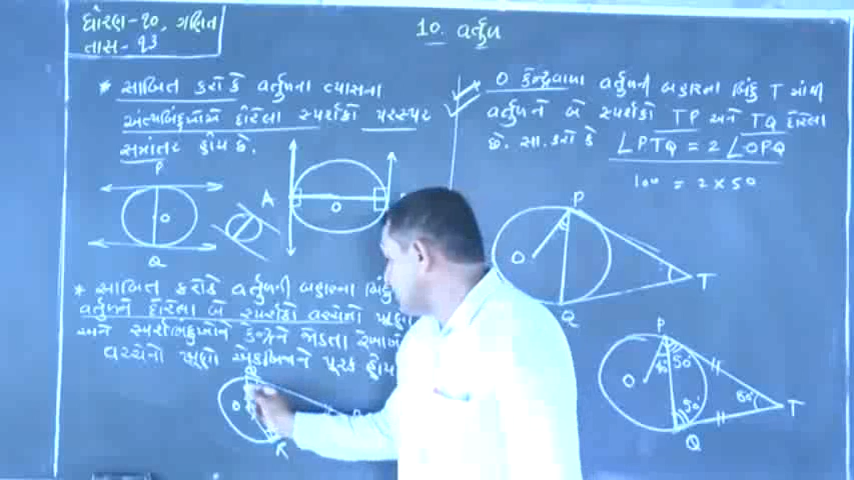 ધોરણ-૧૦, ગણિત
તાસ - ૧૩
10. વર્તુળ
* સાબિત કરો કે વર્તુળના વ્યાસના
અંત્યબિંદુઓએ દોરેલા સ્પર્શકો પરસ્પર
સમાંતર હોય છે.
P
O
Q
A
O
* સાબિત કરો કે વર્તુળની બહારના બિંદુ
વર્તુળને દોરેલા બે સ્પર્શકો વચ્ચેનો ખૂણો
અને સ્પર્શબિંદુઓને કેન્દ્રને જોડતા રેખાખં
વચ્ચેનો ખૂણો એકબીજાને પૂરક હોય
O
O કેન્દ્રવાળા વર્તુળની બહારના બિંદુ T માંથી
વર્તુળને બે સ્પર્શકો TP અને TQ દોરેલા
છે. સા. કરો કે ∠PTQ = 2 ∠OPQ
100 = 2 x 50
P
O
T
Q
P
O
50°
50°
T
Q